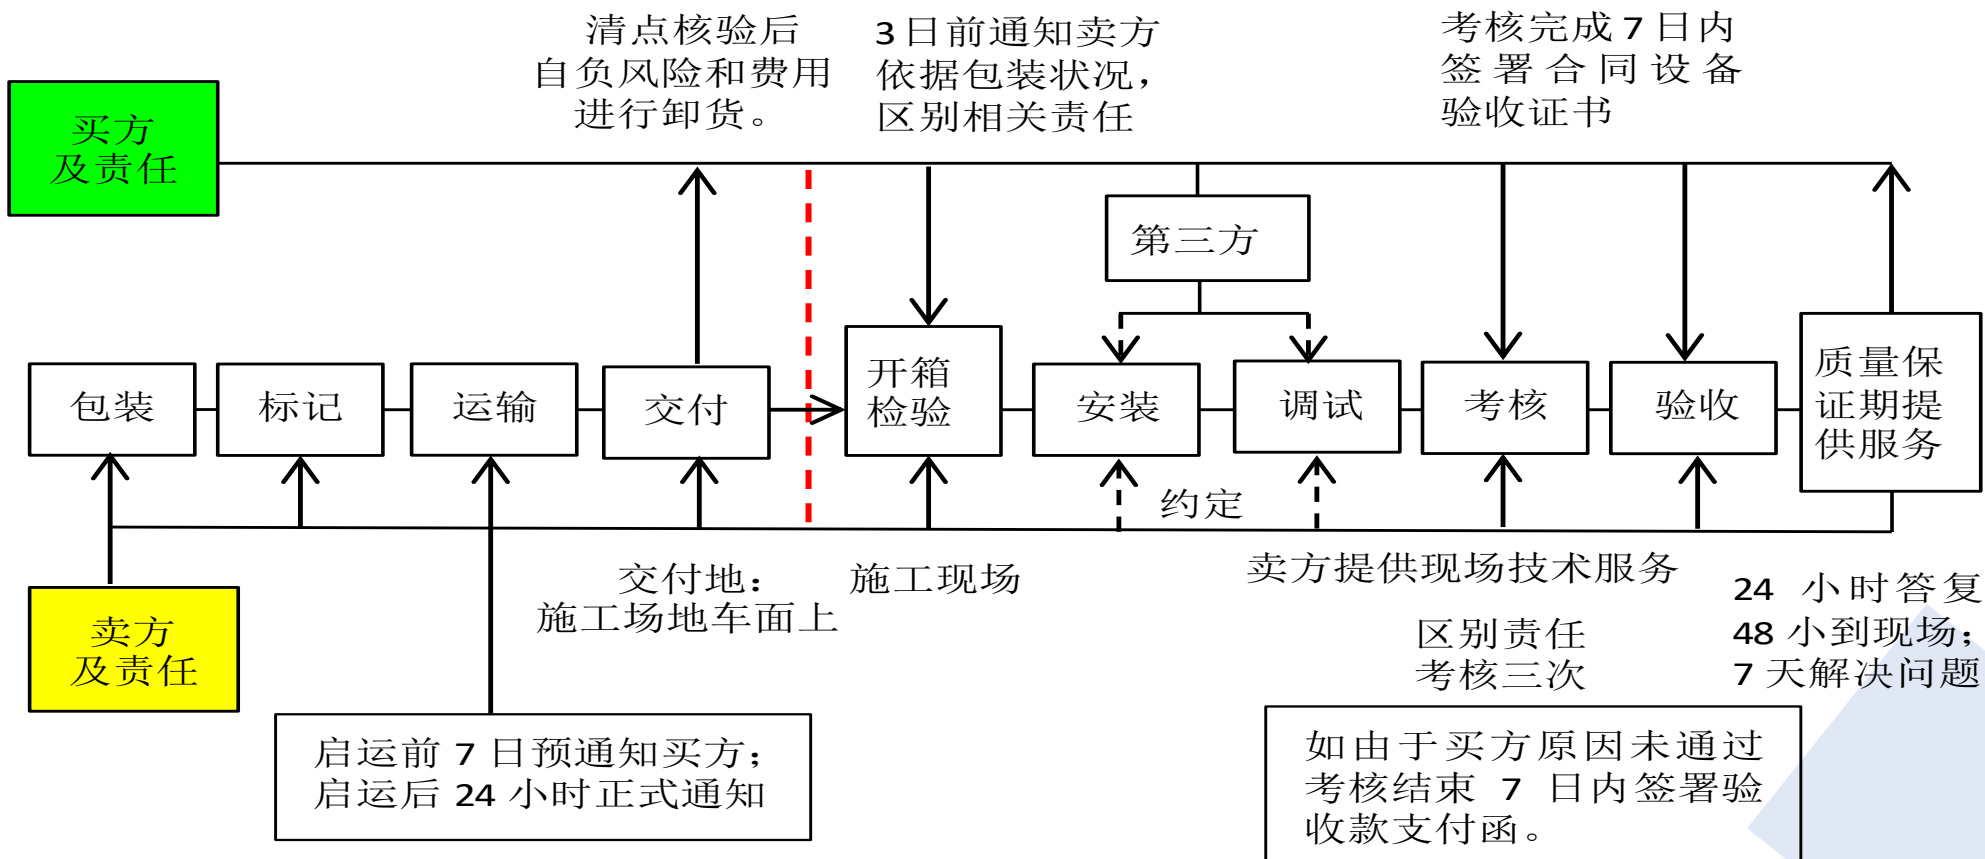 清点核验后
自负风险和费用
进行卸货。
3日前通知卖方
依据包装状况，
区别相关责任
考核完成7日内
签署合同设备
验收证书
买方
及责任
第三方
包装
标记
运输
交付
开箱
检验
安装
调试
考核
验收
质量保
证期提
供服务
约定
交付地：
施工场地车面上
施工现场
卖方提供现场技术服务
区别责任
考核三次
24 小时答复
48 小到现场；
7 天解决问题
卖方
及责任
启运前 7 日预通知买方；
启运后 24 小时正式通知
如由于买方原因未通过
考核结束 7 日内签署验
收款支付函。